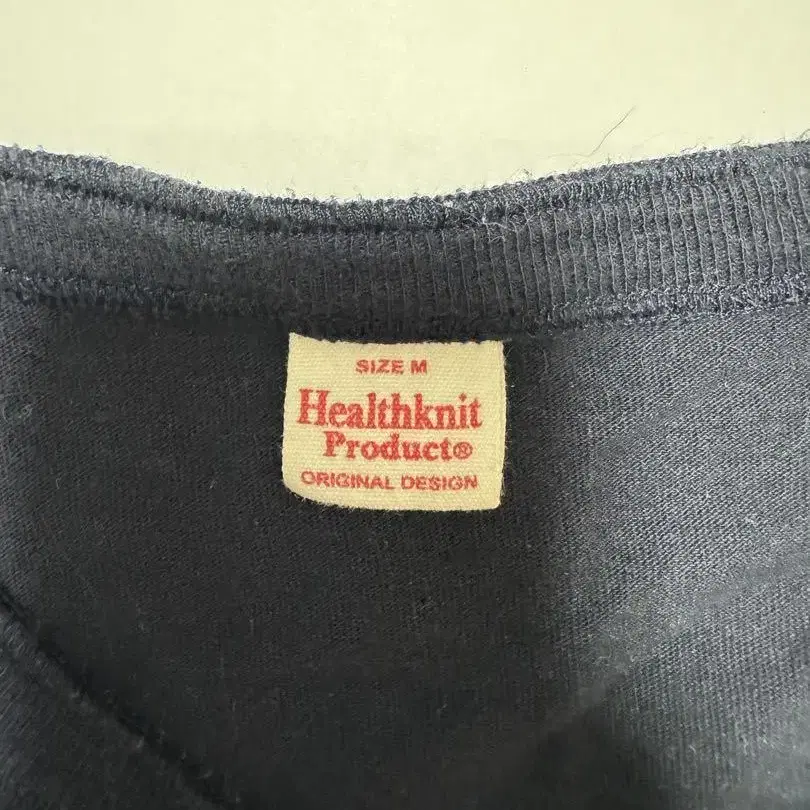 SIZE M
Healthknit
Product®
ORIGINAL DESIGN